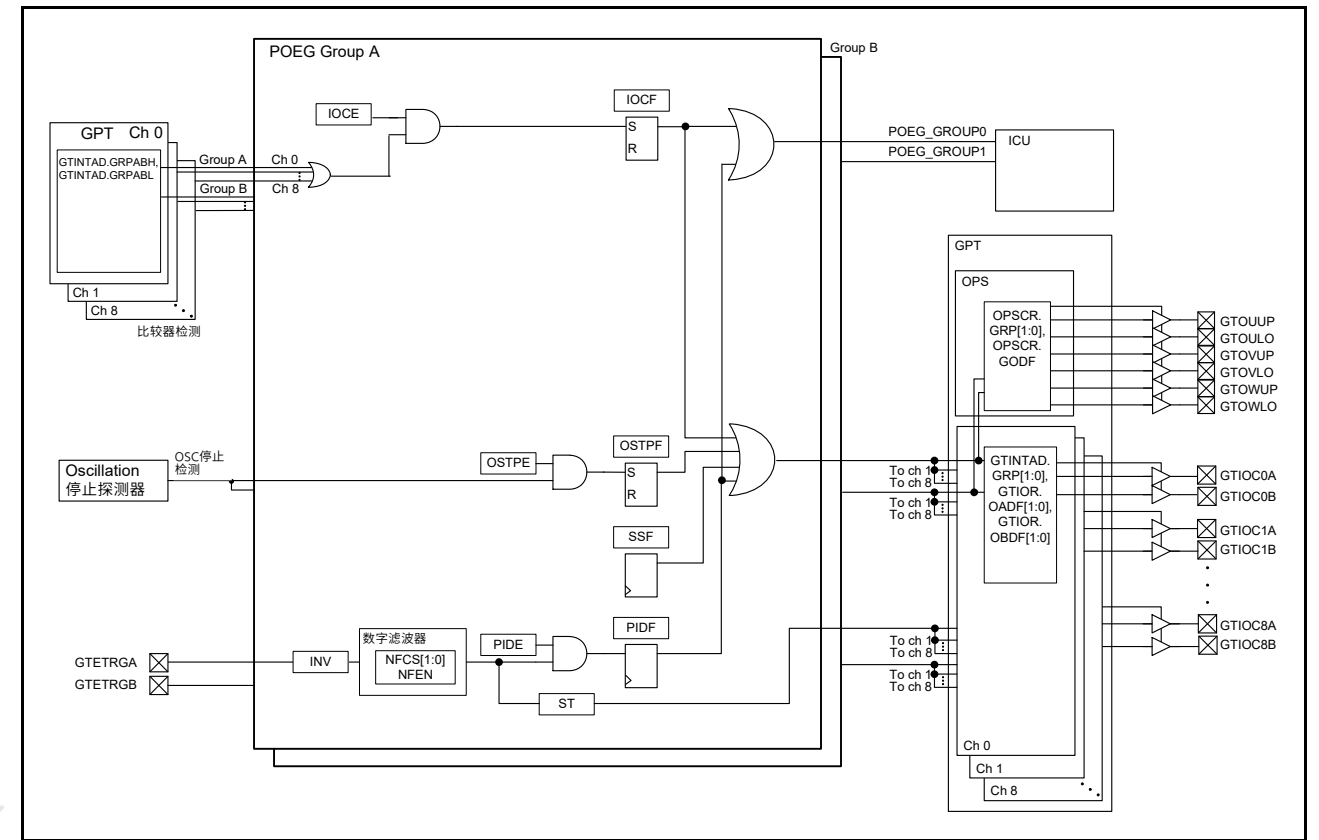 POEG Group A
Group B
IOCE
IOCF
S
R
GPT Ch 0
GTINTAD.GRPABH,
GTINTAD.GRPABL
Group A
Ch 0
Group B
Ch 8
Ch 1
Ch 8
比较器检测
POEG_GROUP0
POEG_GROUP1
ICU
GPT
OPS
OPSCR.
GRP[1:0],
OPSCR.
GODF
GTOUUP
GTOULO
GTOVUP
GTOVLO
GTOWUP
GTOWLO
Oscillation
停止探测器
OSC停止
检测
OSTPE
OSTPF
S
R
SSF
To ch 1
To ch 8
To ch 1
To ch 8
GTINTAD.
GRP[1:0],
GTIOR.
OADF[1:0],
GTIOR.
OBDF[1:0]
GTIOC0A
GTIOC0B
GTIOC1A
GTIOC1B
GTIOC8A
GTIOC8B
GTETRGA
GTETRGB
INV
数字滤波器
NFCS[1:0]
NFEN
PIDE
PIDF
ST
To ch 1
To ch 8
To ch 1
To ch 8
Ch 0
Ch 1
Ch 8